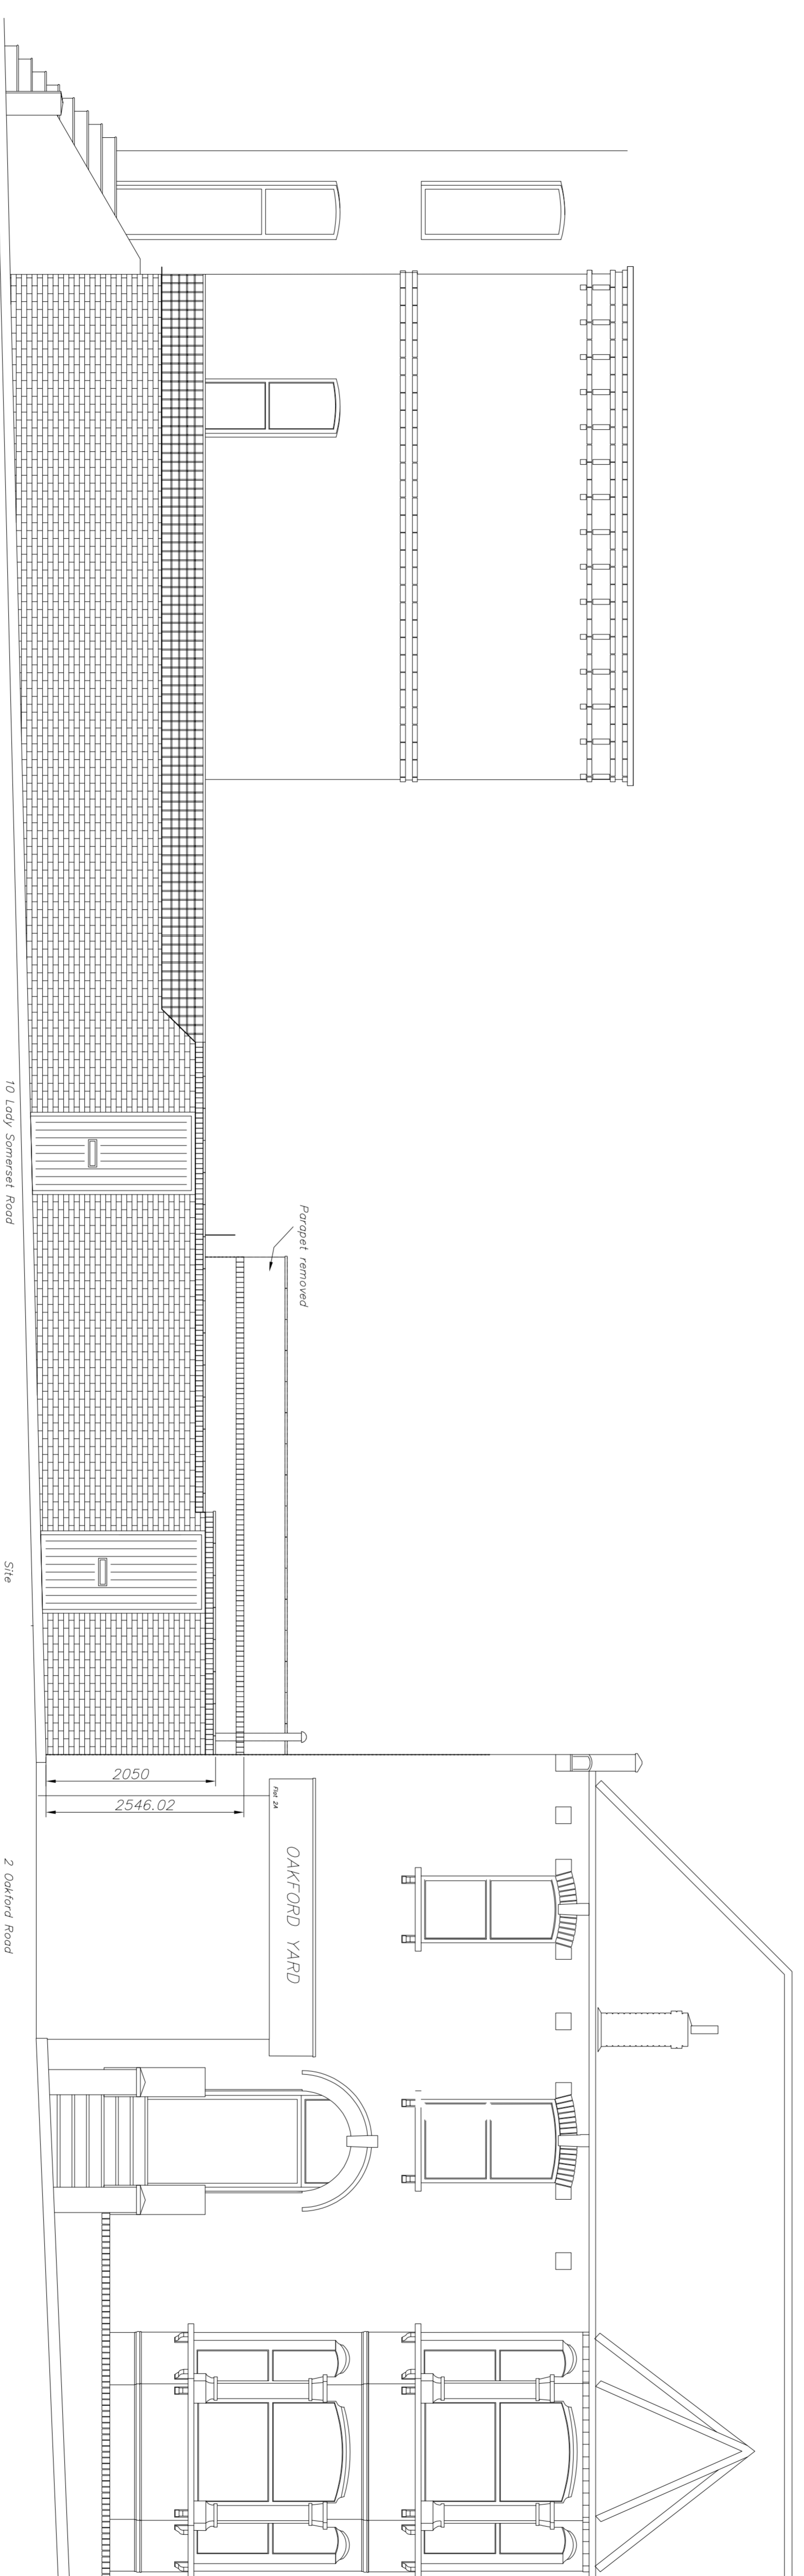 Parapet removed
2050
2546.02
Flat 2A
OAKFORD YARD
10 Lady Somerset Road
Site
2 Oakford Road